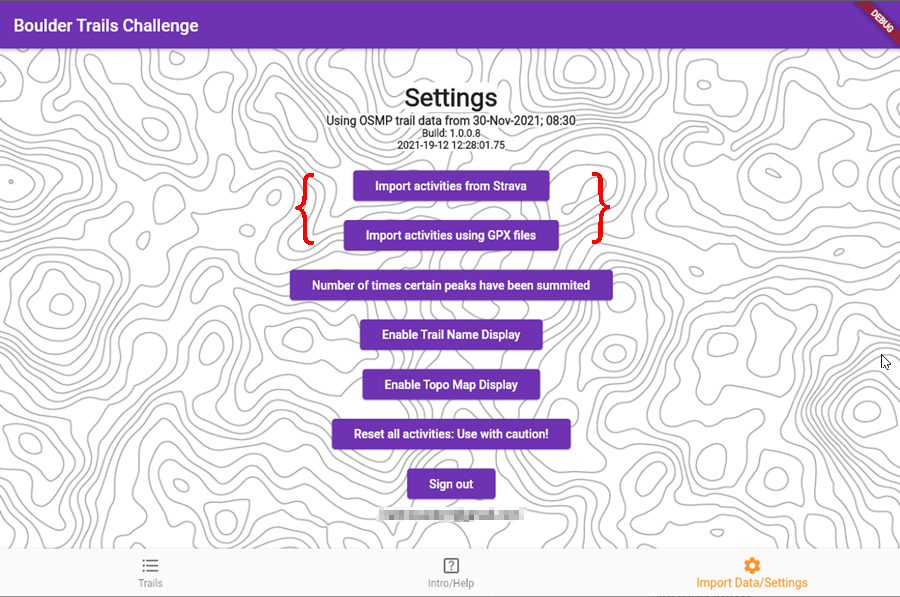 Boulder Trails Challenge
DEBUG
Settings
Using OSMP trail data from 30-Nov-2021; 08:30
Build: 1.0.0.8
2021-19-12 12:28:01.75
Import activities from Strava
Import activities using GPX files
Number of times certain peaks have been summited
Enable Trail Name Display
Enable Topo Map Display
Reset all activities: Use with caution!
Sign out
Trails
Intro/Help
Import Data/Settings